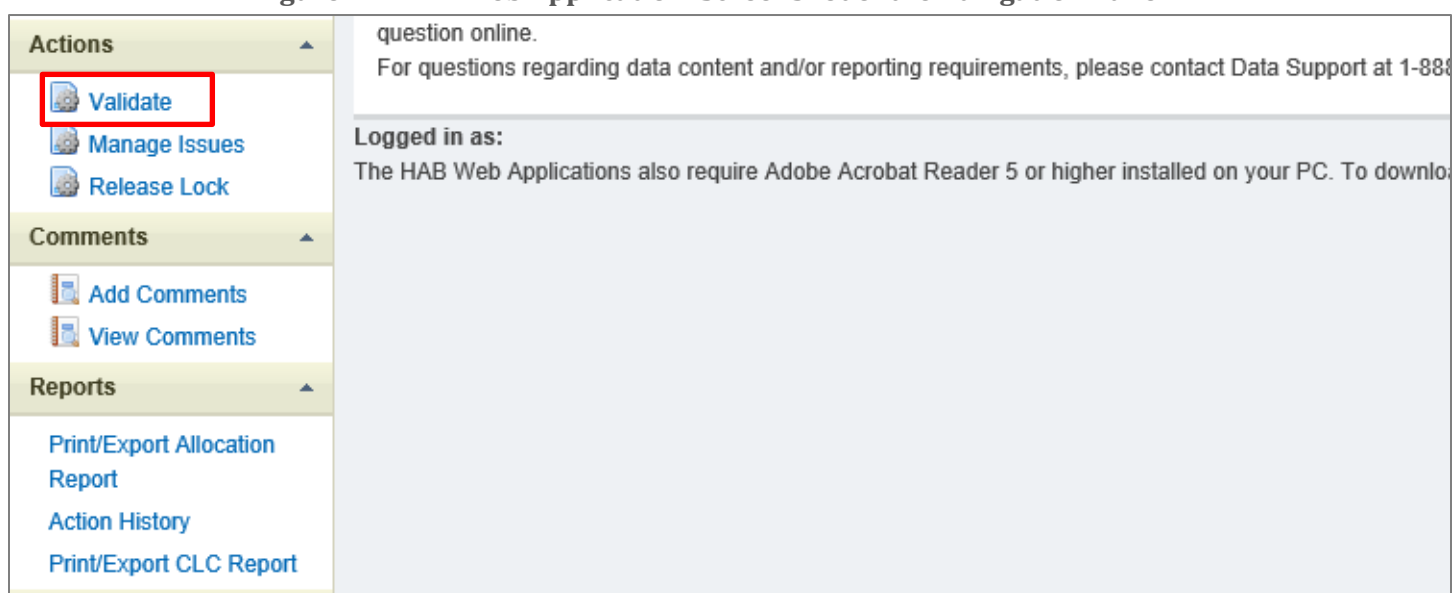 Actions
Validate
Manage Issues
Release Lock
Comments
Add Comments
View Comments
Reports
Print/Export Allocation
Report
Action History
Print/Export CLC Report
question online.
For questions regarding data content and/or reporting requirements, please contact Data Support at 1-888
Logged in as:
The HAB Web Applications also require Adobe Acrobat Reader 5 or higher installed on your PC. To